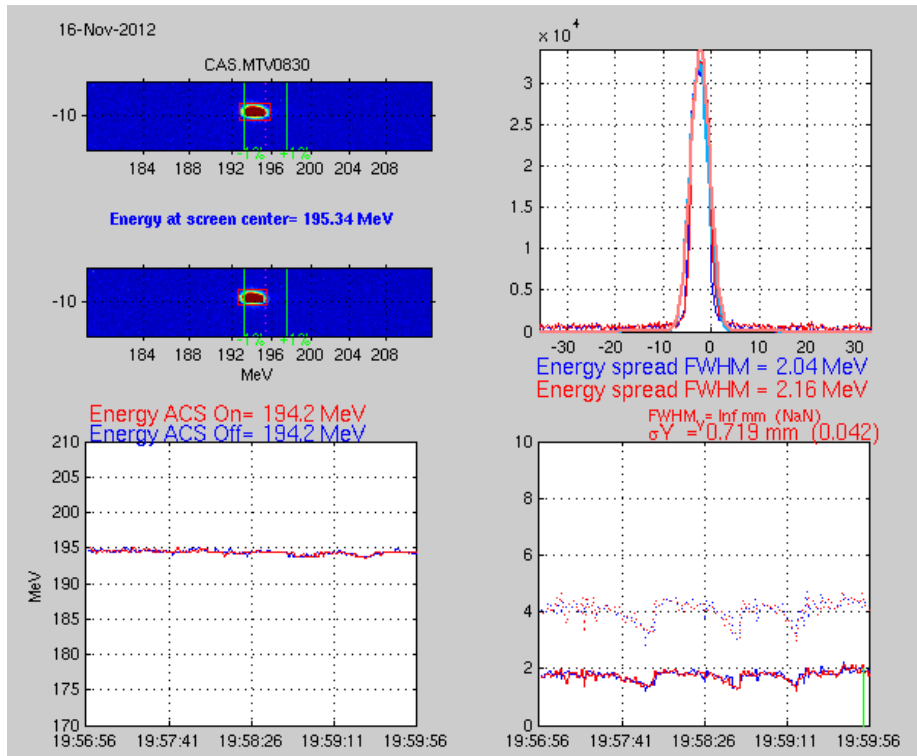 16-Nov-2012
CAS.MTV0830
-10
184 188 192 196 200 204 208
-1% +1%
Energy at screen center= 195.34 MeV
-10
184 188 192 196 200 204 208
-1% +1%
MeV
x 10^4
3.5
3
2.5
2
1.5
1
0.5
0
-30 -20 -10 0 10 20 30
Energy spread FWHM = 2.04 MeV
Energy spread FWHM = 2.16 MeV
Energy ACS On= 194.2 MeV
Energy ACS Off= 194.2 MeV
210
205
200
195
190
185
180
175
170
MeV
19:56:56 19:57:41 19:58:26 19:59:11 19:59:56
FWHM_V= Inf mm (NaN)
σY = 0.719 mm (0.042)
10
8
6
4
2
0
19:56:56 19:57:41 19:58:26 19:59:11 19:59:56